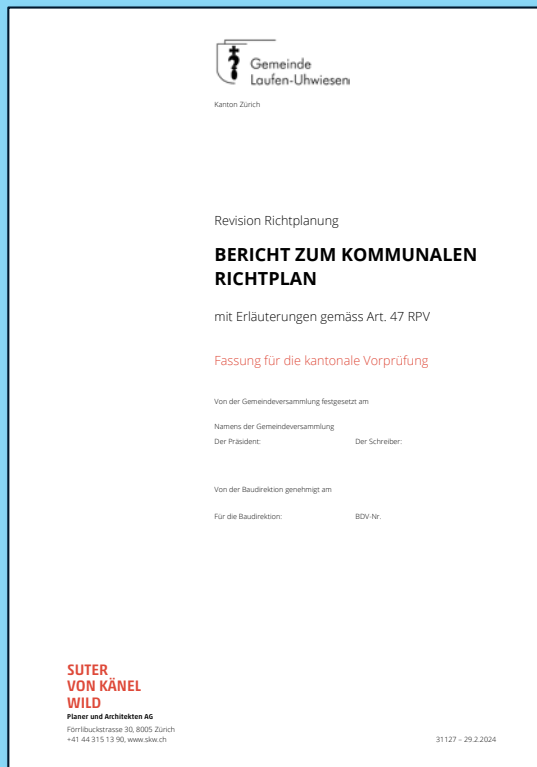 Gemeinde
Laufen-Uhwiesen
Kanton Zürich
Revision Richtplanung
BERICHT ZUM KOMMUNALEN
RICHTPLAN
mit Erläuterungen gemäss Art. 47 RPV
Fassung für die kantonale Vorprüfung
Von der Gemeindeversammlung festgesetzt am
Namens der Gemeindeversammlung
Der Präsident: Der Schreiber:
Von der Baudirektion genehmigt am
Für die Baudirektion: BDV-Nr.
SUTER
VON KÄNEL
WILD
Planer und Architekten AG
Förrlibuckstrasse 30, 8005 Zürich
+41 44 315 13 90, www.skw.ch
31127 – 29.2.2024